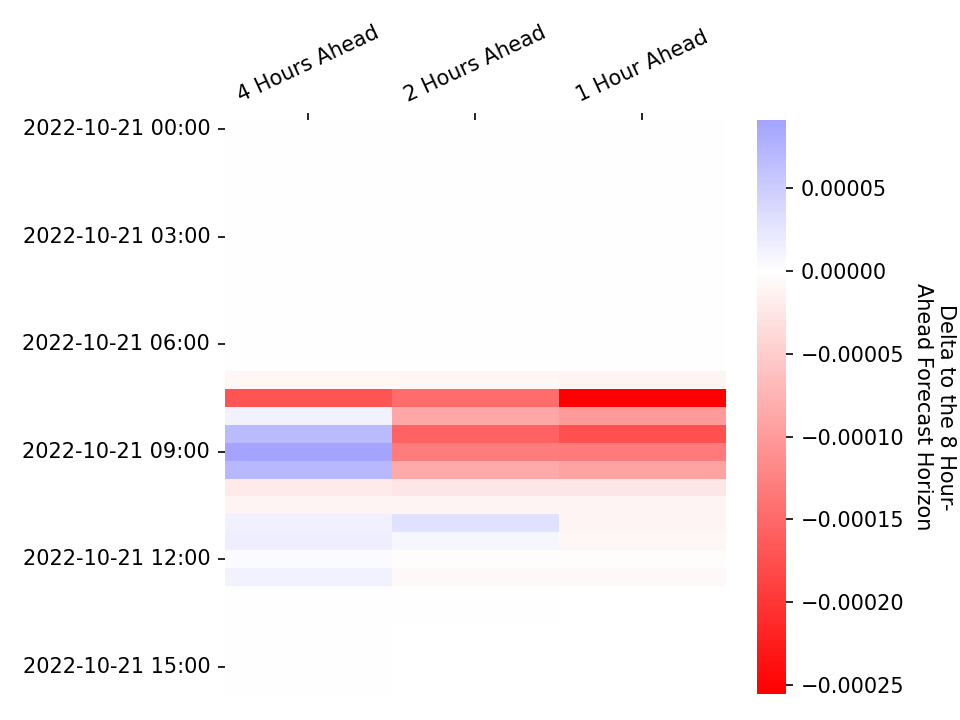 4 Hours Ahead
2 Hours Ahead
1 Hour Ahead
2022-10-21 00:00
2022-10-21 03:00
2022-10-21 06:00
2022-10-21 09:00
2022-10-21 12:00
2022-10-21 15:00
0.00005
0.00000
−0.00005
−0.00010
−0.00015
−0.00020
−0.00025
Delta to the 8 Hour-
Ahead Forecast Horizon